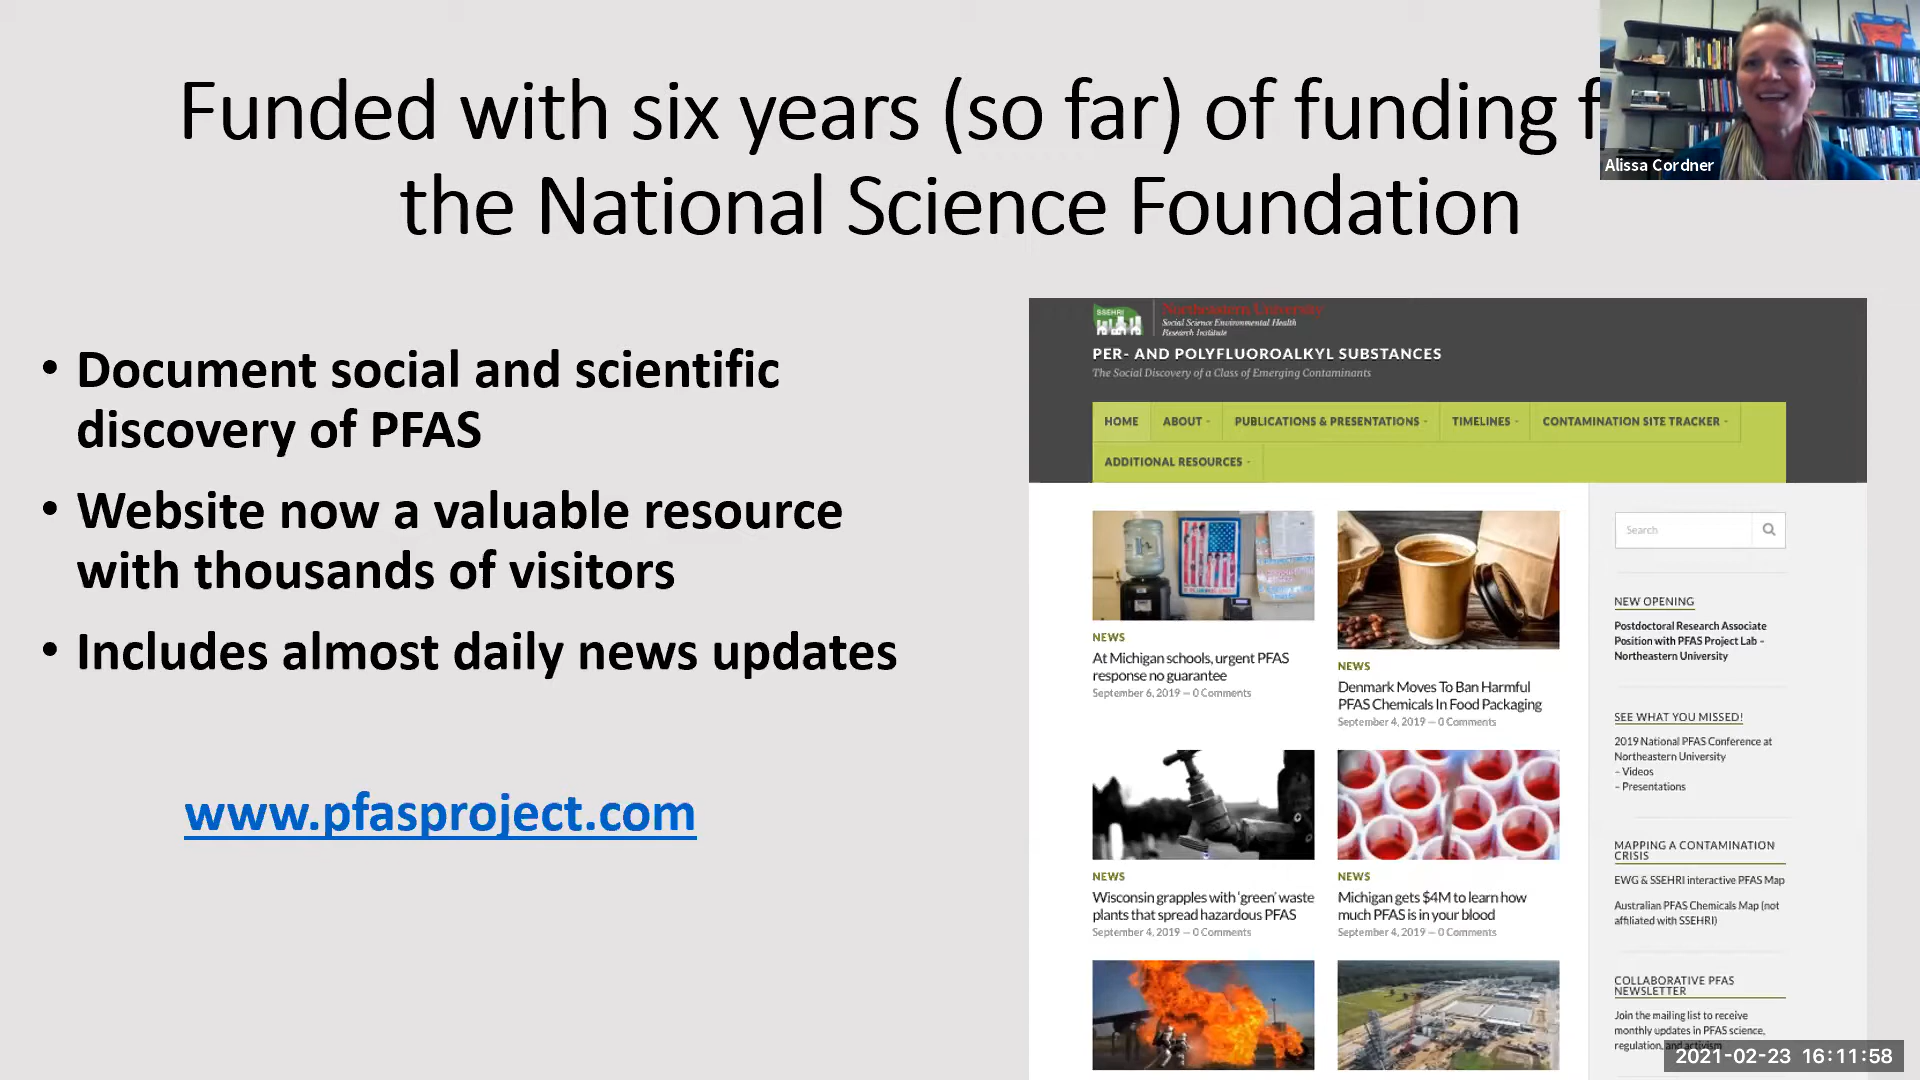 Funded with six years (so far) of funding f
the National Science Foundation
Alissa Cordner
• Document social and scientific
discovery of PFAS
• Website now a valuable resource
with thousands of visitors
• Includes almost daily news updates
www.pfasproject.com
SSEHRI
Northeastern University
Social Science Environmental Health
Research Institute
PER- AND POLYFLUOROALKYL SUBSTANCES
The Social Discovery of a Class of Emerging Contaminants
HOME ABOUT PUBLICATIONS & PRESENTATIONS TIMELINES CONTAMINATION SITE TRACKER
ADDITIONAL RESOURCES
NEWS
At Michigan schools, urgent PFAS
response no guarantee
September 6, 2019 — 0 Comments
NEWS
Denmark Moves To Ban Harmful
PFAS Chemicals In Food Packaging
September 4, 2019 — 0 Comments
NEWS
Wisconsin grapples with ‘green’ waste
plants that spread hazardous PFAS
September 4, 2019 — 0 Comments
NEWS
Michigan gets $4M to learn how
much PFAS is in your blood
September 4, 2019 — 0 Comments
Search
NEW OPENING
Postdoctoral Research Associate
Position with PFAS Project Lab –
Northeastern University
SEE WHAT YOU MISSED!
2019 National PFAS Conference at
Northeastern University
– Videos
– Presentations
MAPPING A CONTAMINATION
CRISIS
EWG & SSEHRI interactive PFAS Map
Australian PFAS Chemicals Map (not
affiliated with SSEHRI)
COLLABORATIVE PFAS
NEWSLETTER
Join the mailing list to receive
monthly updates in PFAS science,
regulation, and activism
2021-02-23 16:11:58